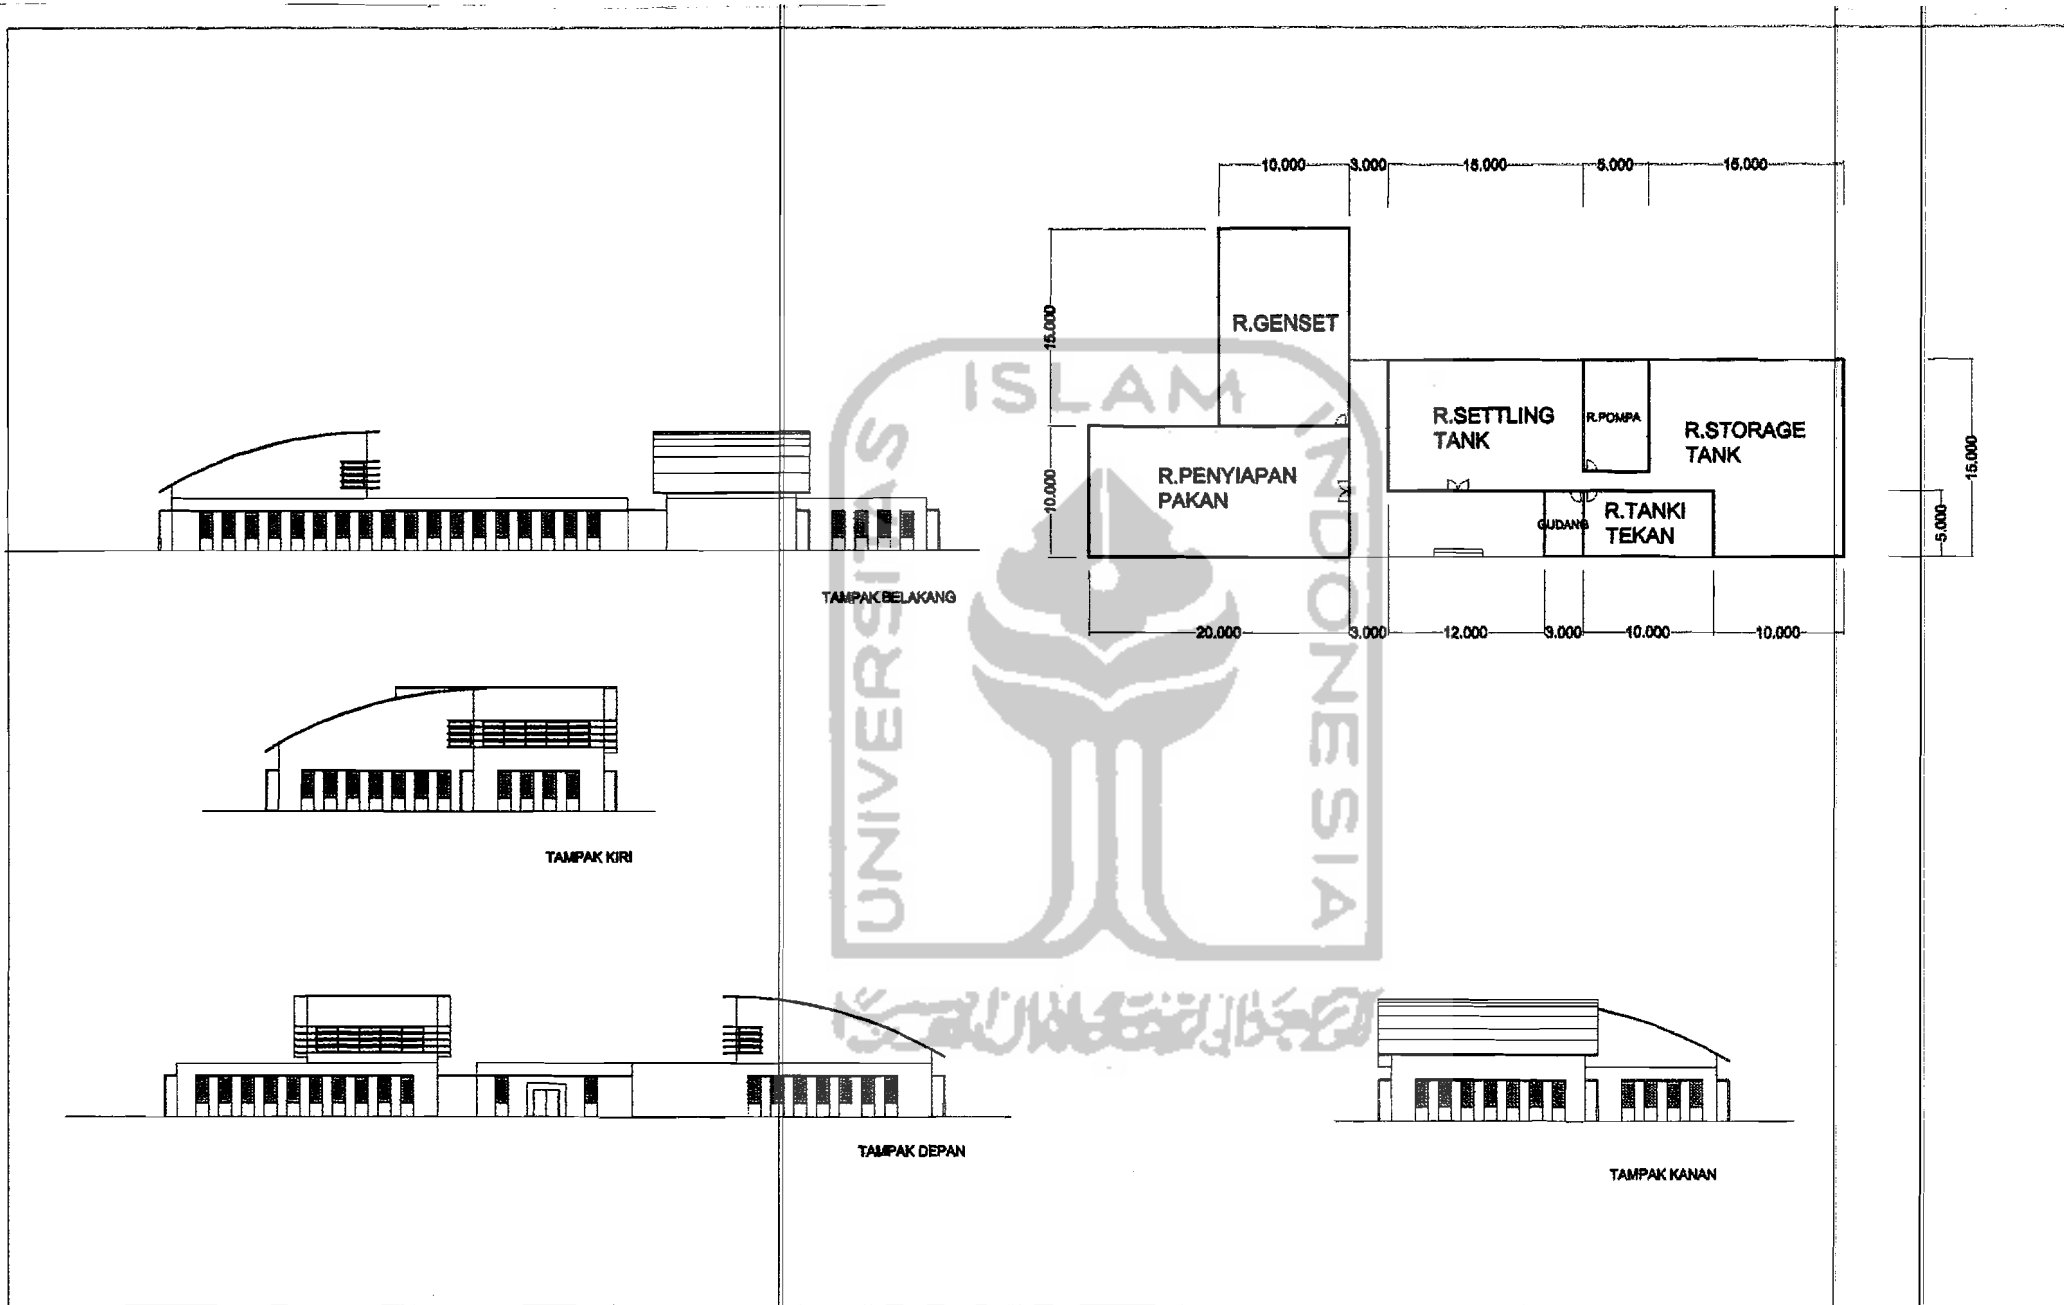 10.000 3.000 15.000 5.000 15.000
15.000
10.000
R.GENSET
R.PENYIAPAN
PAKAN
R.SETTLING
TANK
R.POMPA
R.STORAGE
TANK
GUDANG
R.TANKI
TEKAN
15.000
5.000
20.000 3.000 12.000 3.000 10.000 10.000
TAMPAK BELAKANG
TAMPAK KIRI
TAMPAK DEPAN
TAMPAK KANAN
UNIVERSITAS
ISLAM
INDONESIA